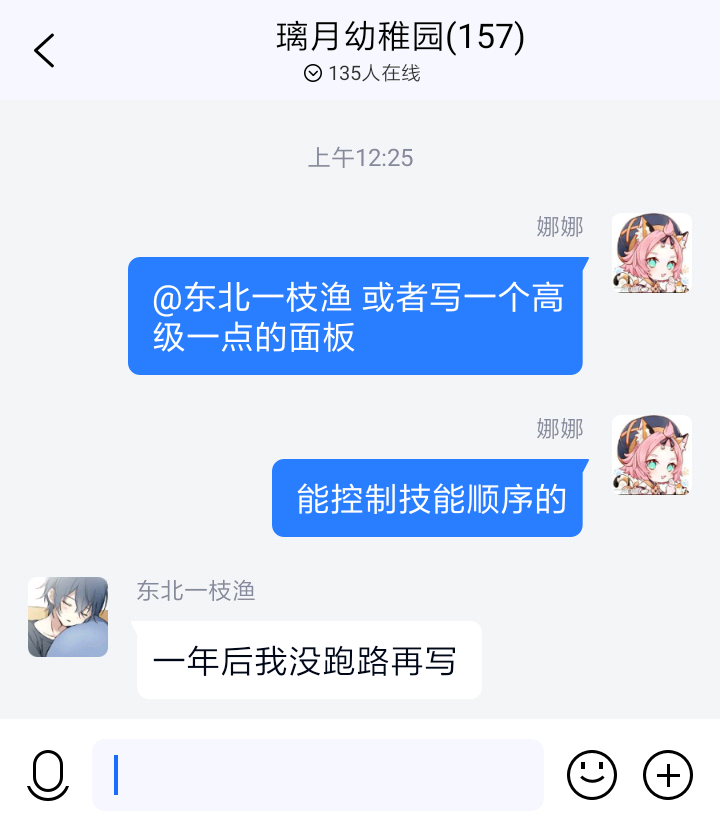 璃月幼稚园(157)
135人在线
上午12:25
娜娜
@东北一枝渔 或者写一个高
级一点的面板
娜娜
能控制技能顺序的
东北一枝渔
一年后我没跑路再写